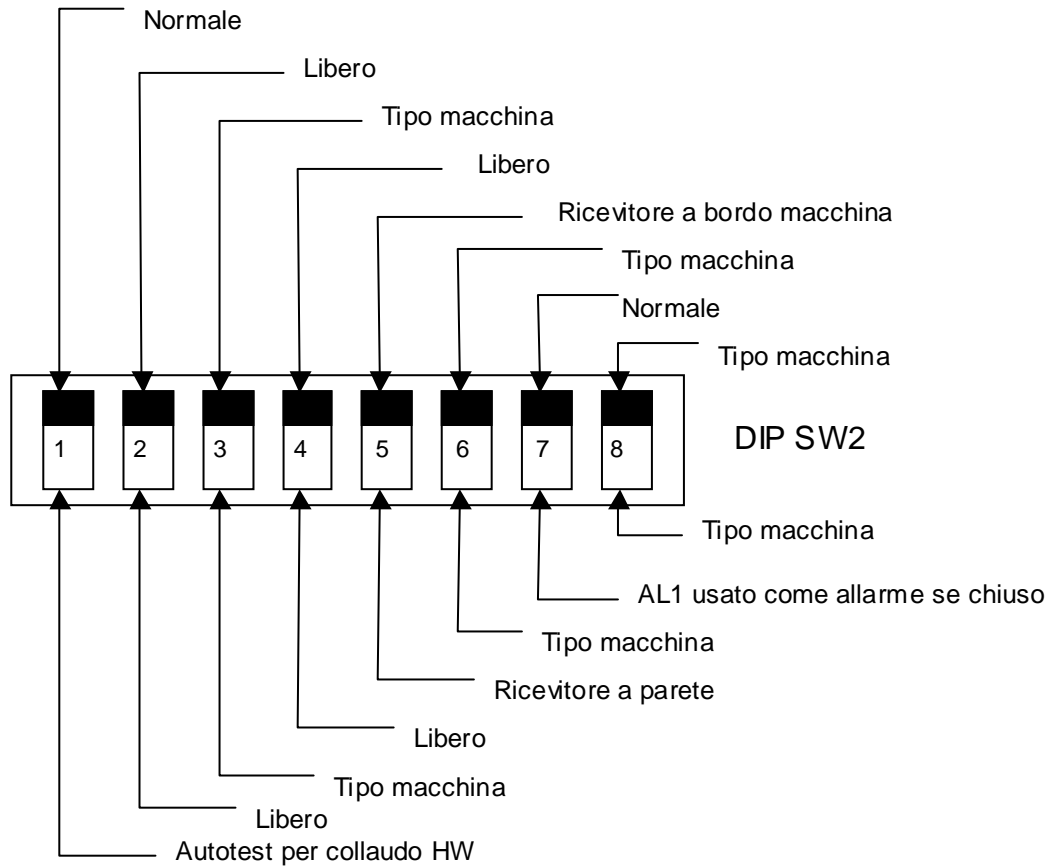 Normale
Libero
Tipo macchina
Libero
Ricevitore a bordo macchina
Tipo macchina
Normale
Tipo macchina
1 2 3 4 5 6 7 8
DIP SW2
Tipo macchina
AL1 usato come allarme se chiuso
Tipo macchina
Ricevitore a parete
Libero
Tipo macchina
Libero
Autotest per collaudo HW